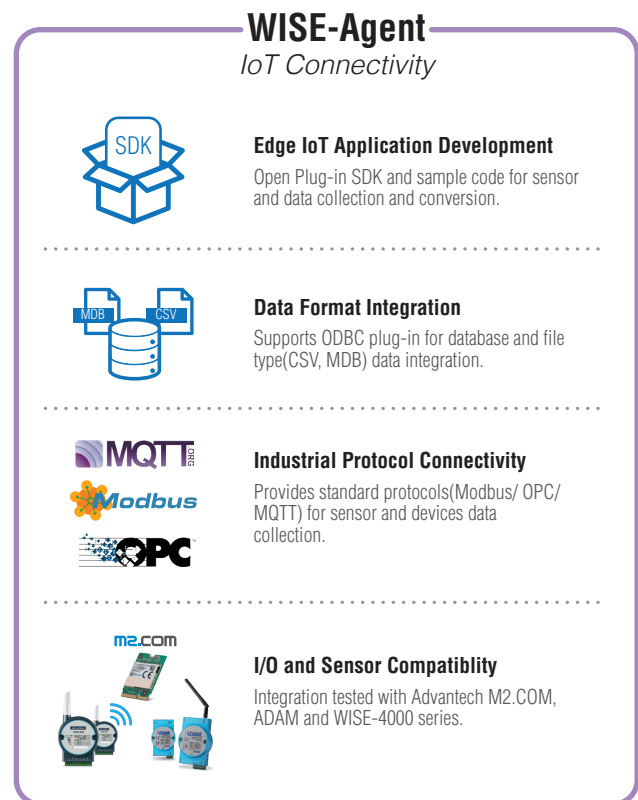 WISE-Agent
IoT Connectivity
SDK
Edge IoT Application Development
Open Plug-in SDK and sample code for sensor
and data collection and conversion.
MDB
CSV
Data Format Integration
Supports ODBC plug-in for database and file
type(CSV, MDB) data integration.
MQTT.ORG
Modbus
OPC
Industrial Protocol Connectivity
Provides standard protocols(Modbus/ OPC/
MQTT) for sensor and devices data
collection.
m2.com
ADAM
I/O and Sensor Compatiblity
Integration tested with Advantech M2.COM,
ADAM and WISE-4000 series.